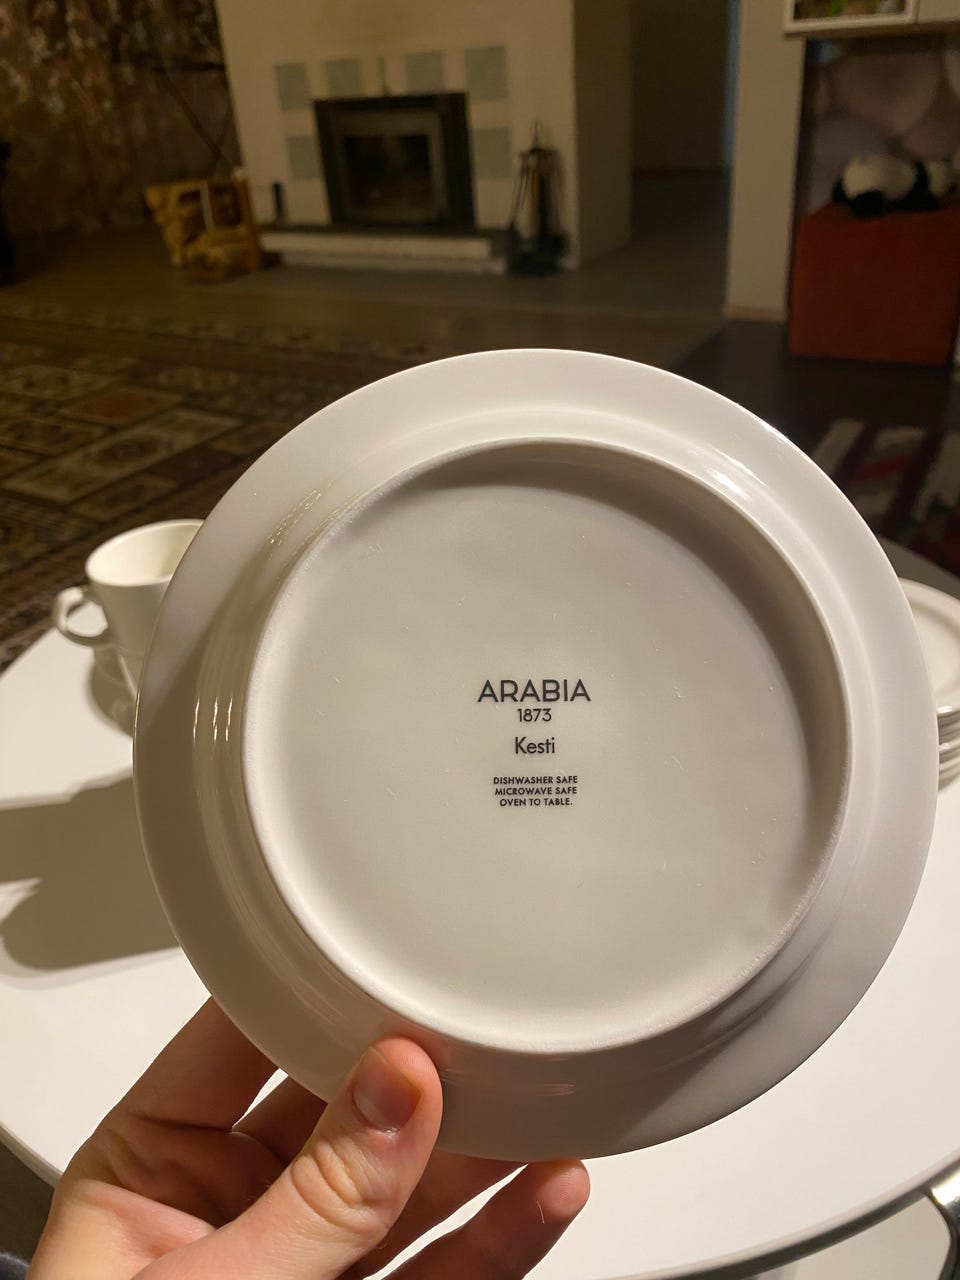 ARABIA
1873
Kesti
DISHWASHER SAFE
MICROWAVE SAFE
OVEN TO TABLE.